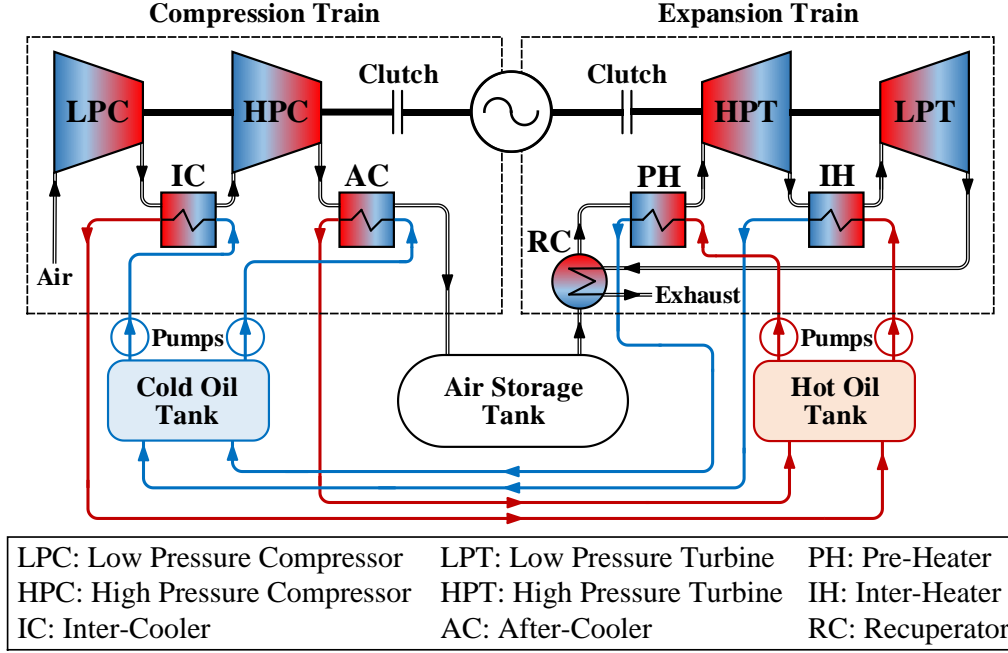 Compression Train
Expansion Train
LPC
HPC
Clutch
Clutch
HPT
LPT
IC
AC
PH
IH
RC
Air
Exhaust
Pumps
Pumps
Cold Oil
Tank
Air Storage
Tank
Hot Oil
Tank
LPC: Low Pressure Compressor
LPT: Low Pressure Turbine
PH: Pre-Heater
HPC: High Pressure Compressor
HPT: High Pressure Turbine
IH: Inter-Heater
IC: Inter-Cooler
AC: After-Cooler
RC: Recuperator